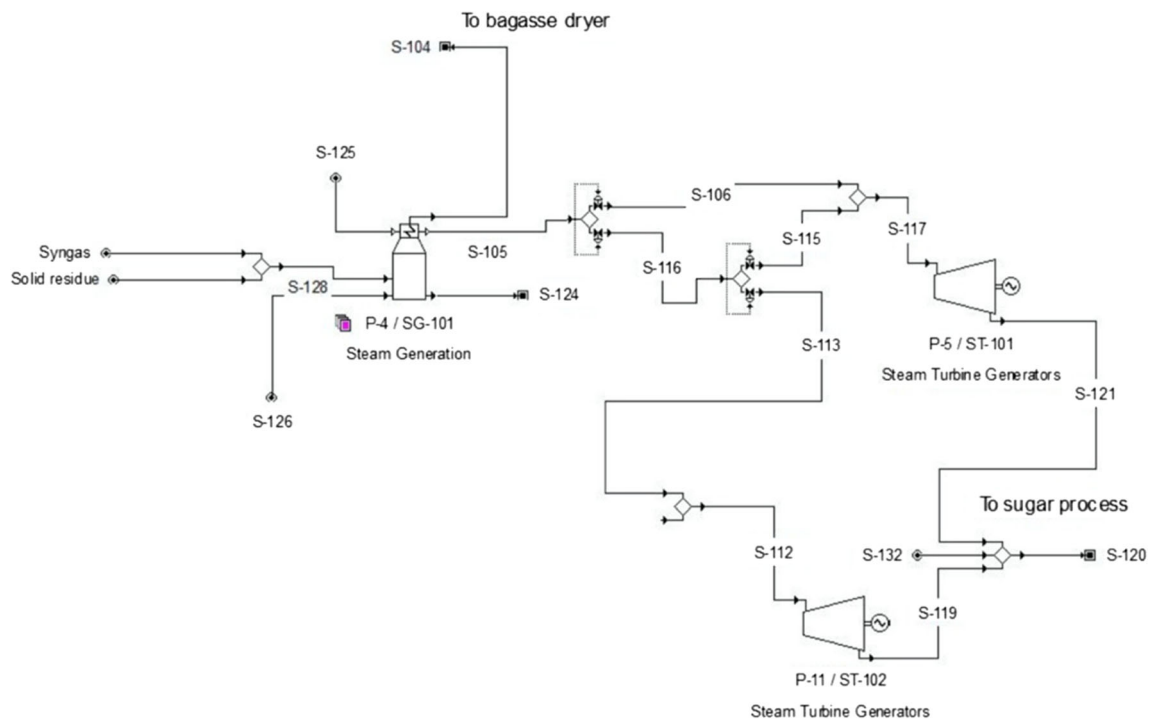 To bagasse dryer
S-104
S-125
S-106
S-105
S-117
S-115
Syngas
S-116
Solid residue
S-128
S-124
P-4 / SG-101
Steam Generation
S-113
P-5 / ST-101
Steam Turbine Generators
S-121
S-126
To sugar process
S-112
S-132
S-120
S-119
P-11 / ST-102
Steam Turbine Generators